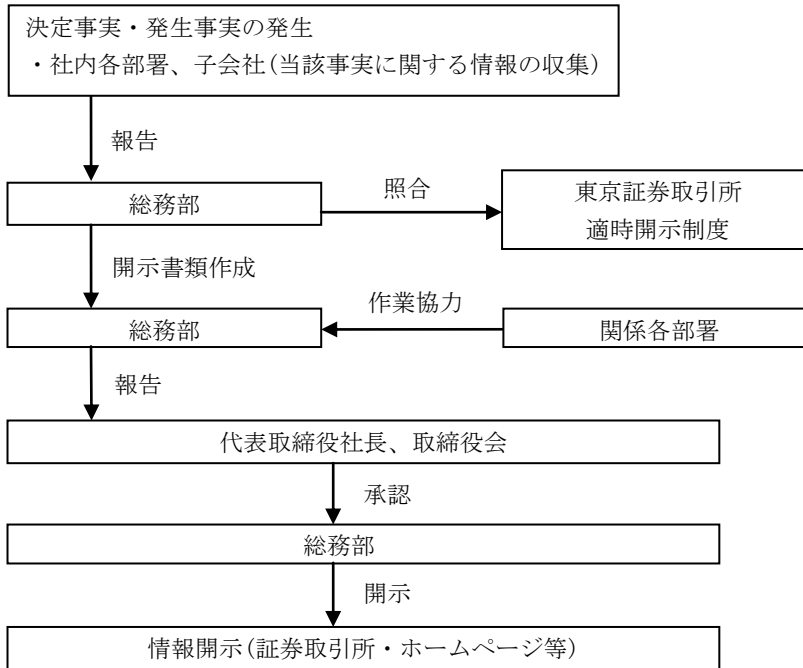 決定事実・発生事実の発生
・社内各部署、子会社(当該事実に関する情報の収集)
報告
総務部
照合
東京証券取引所
適時開示制度
開示書類作成
総務部
作業協力
関係各部署
報告
代表取締役社長、取締役会
承認
総務部
開示
情報開示(証券取引所・ホームページ等)